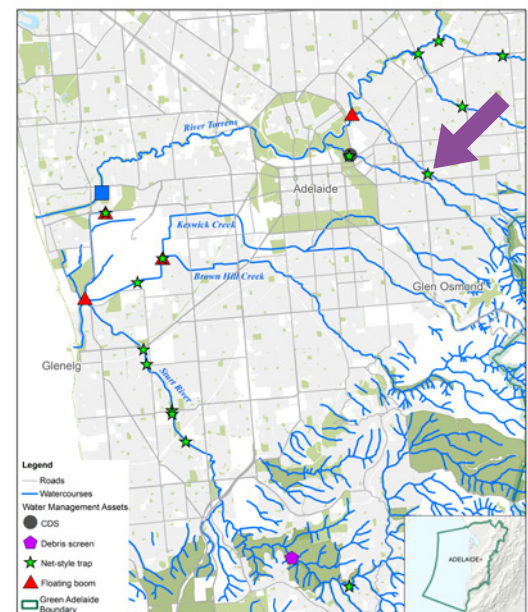 River Torrens
Adelaide
Keswick Creek
Brown Hill Creek
Glen Osmond
Glenelg
Sturt River
Legend
Roads
Watercourses
Water Management Assets
CDS
Debris screen
Net-style trap
Floating boom
Green Adelaide
Boundary
ADELAIDE